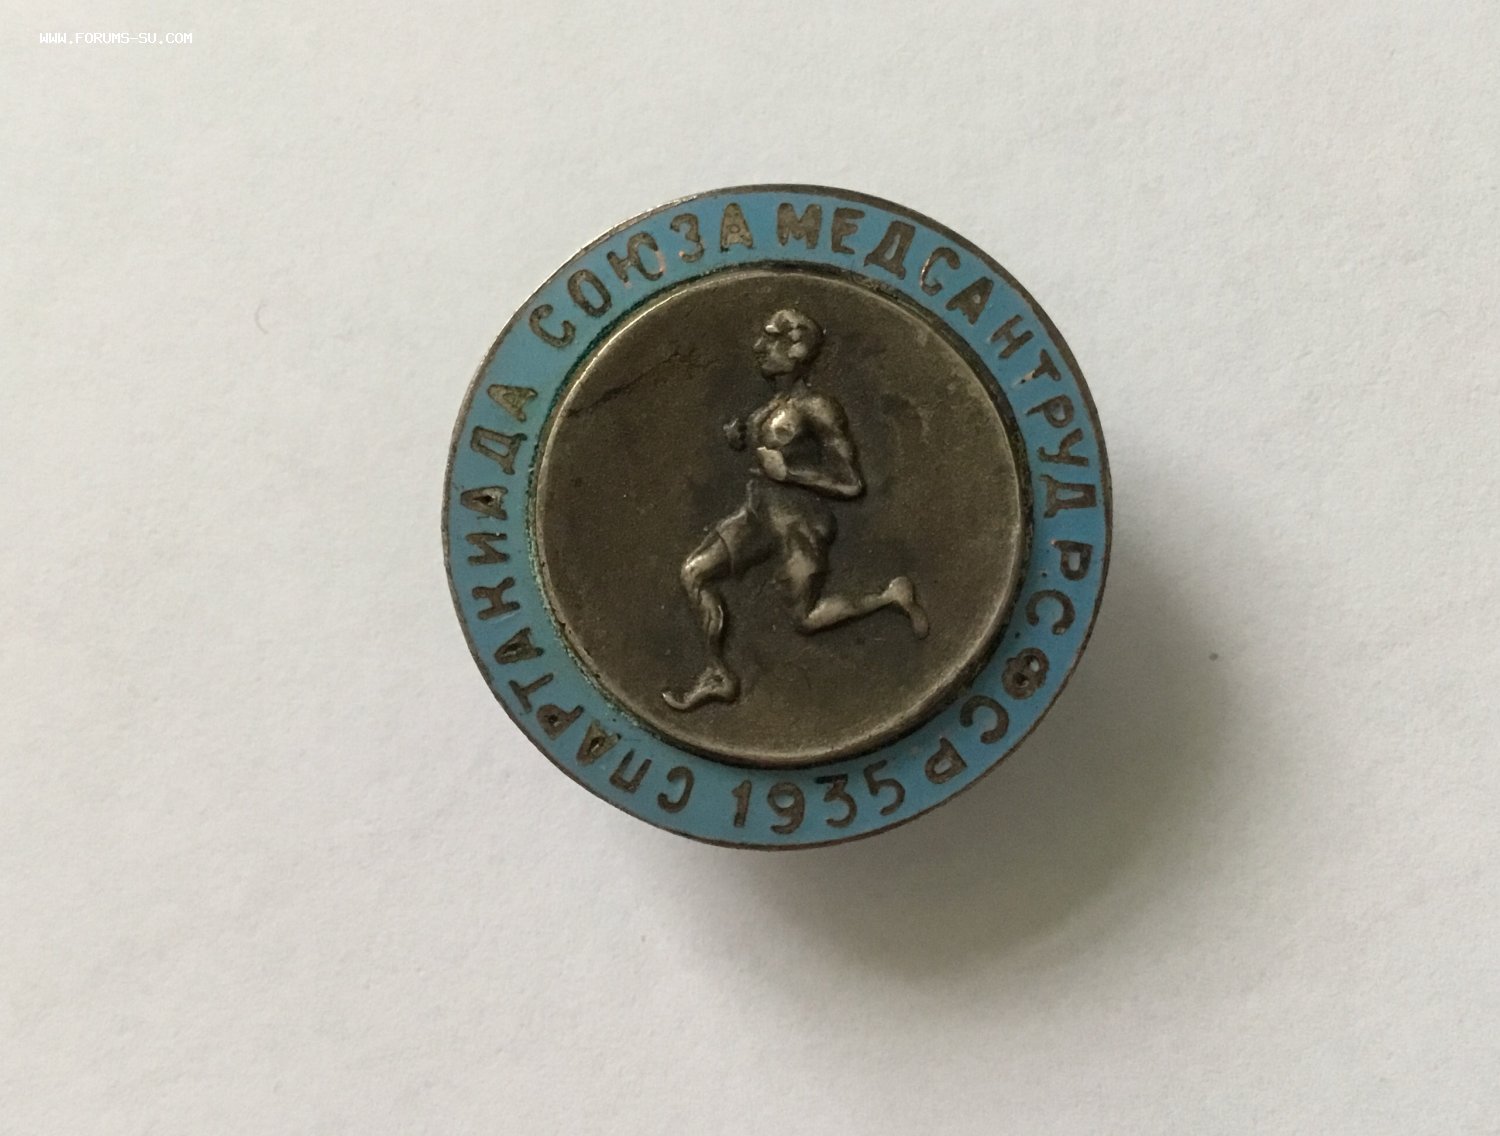 WWW.FORUMS-SU.COM
СПАРТАКИАДА СОЮЗА МЕДСАНТРУД РСФСР
1935